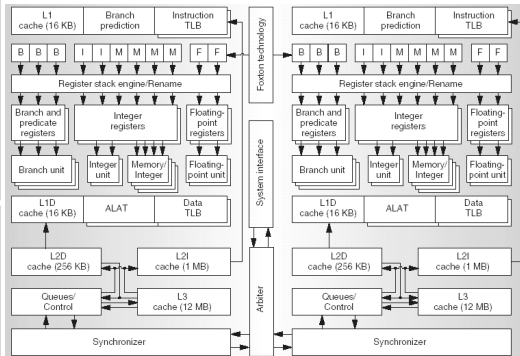 L1 cache (16 KB)
Branch prediction
Instruction TLB
B B B I I M M M M F F
Register stack engine/Rename
Branch and predicate registers
Integer registers
Floating-point registers
Branch unit
Integer unit
Memory/Integer
Floating-point unit
L1D cache (16 KB)
ALAT
Data TLB
L2D cache (256 KB)
L2I cache (1 MB)
Queues/Control
L3 cache (12 MB)
Synchronizer
Foxton technology
System interface
Arbiter
L1 cache (16 KB)
Branch prediction
Instruction TLB
B B B I I M M M M F F
Register stack engine/Rename
Branch and predicate registers
Integer registers
Floating-point registers
Branch unit
Integer unit
Memory/Integer
Floating-point unit
L1D cache (16 KB)
ALAT
Data TLB
L2D cache (256 KB)
L2I cache (1 MB)
Queues/Control
L3 cache (12 MB)
Synchronizer